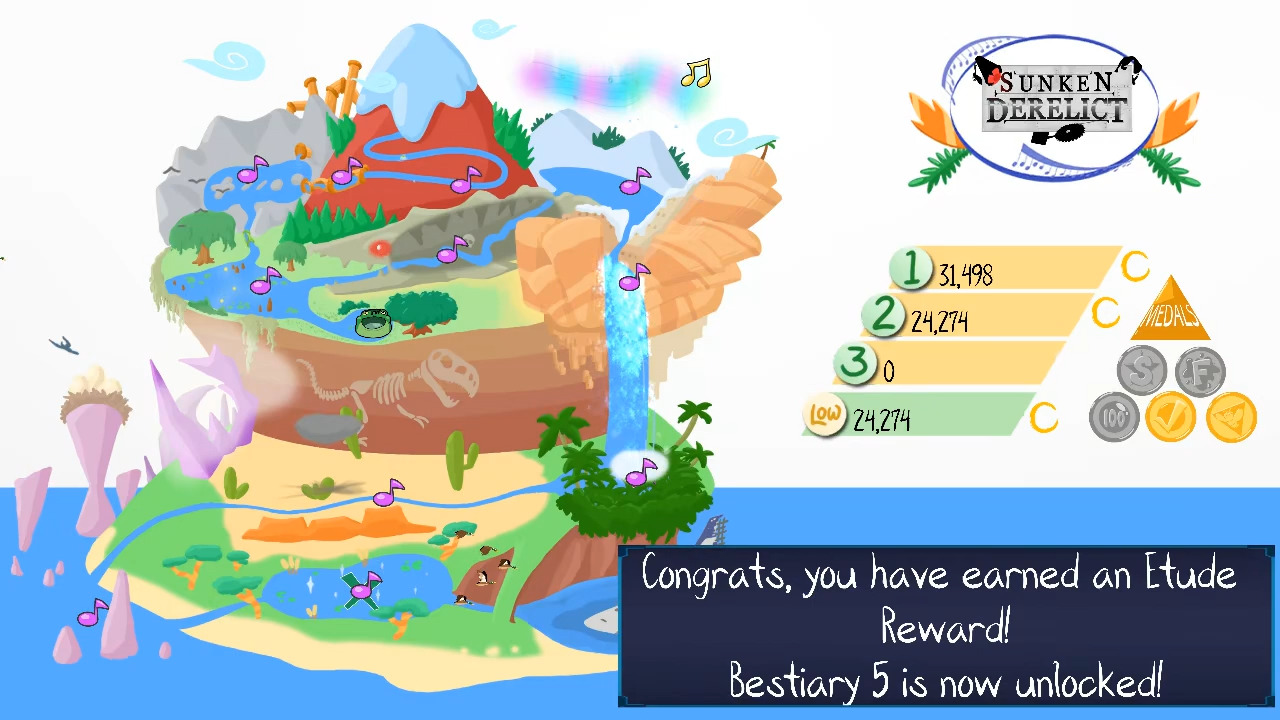 SUNKEN
DERELICT
1 31,498 C
2 24,274 C
3 0
LOW 24,274 C
MEDALS
S F
100
Congrats, you have earned an Etude
Reward!
Bestiary 5 is now unlocked!